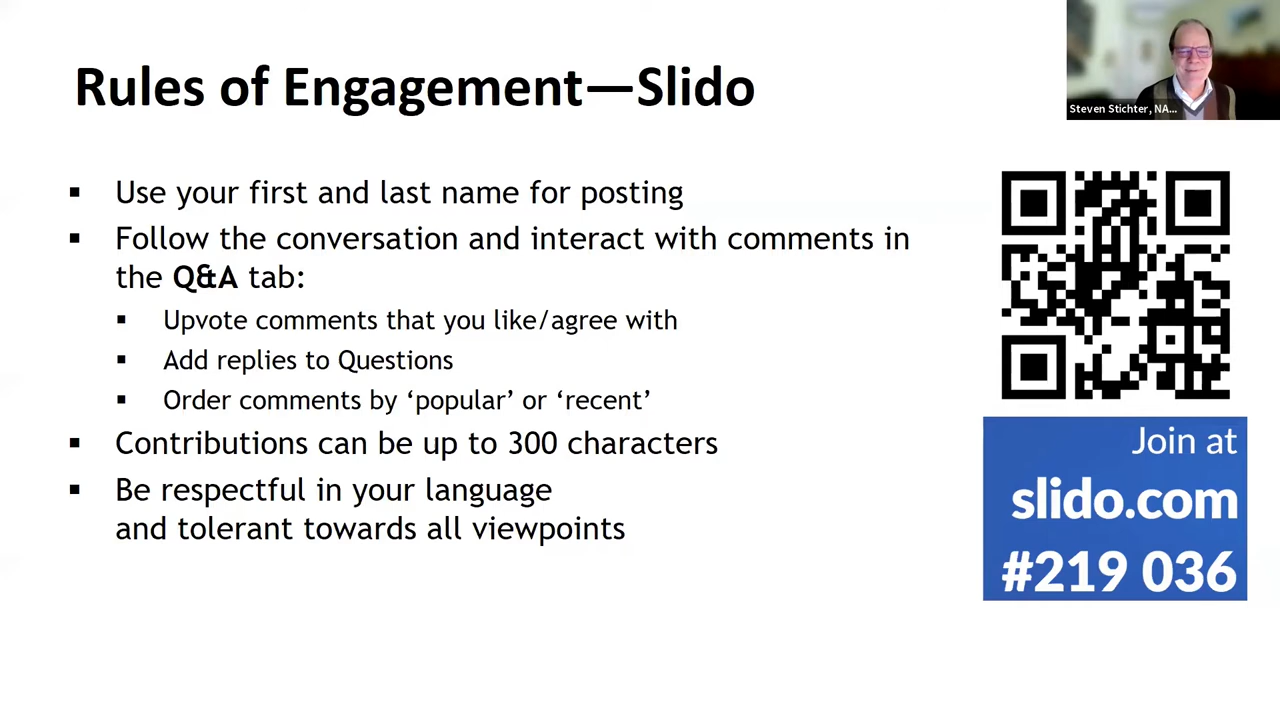 Rules of Engagement—Slido
Steven Stichter, NA...
Use your first and last name for posting
Follow the conversation and interact with comments in
the Q&A tab:
Upvote comments that you like/agree with
Add replies to Questions
Order comments by ‘popular’ or ‘recent’
Contributions can be up to 300 characters
Be respectful in your language
and tolerant towards all viewpoints
Join at
slido.com
#219 036